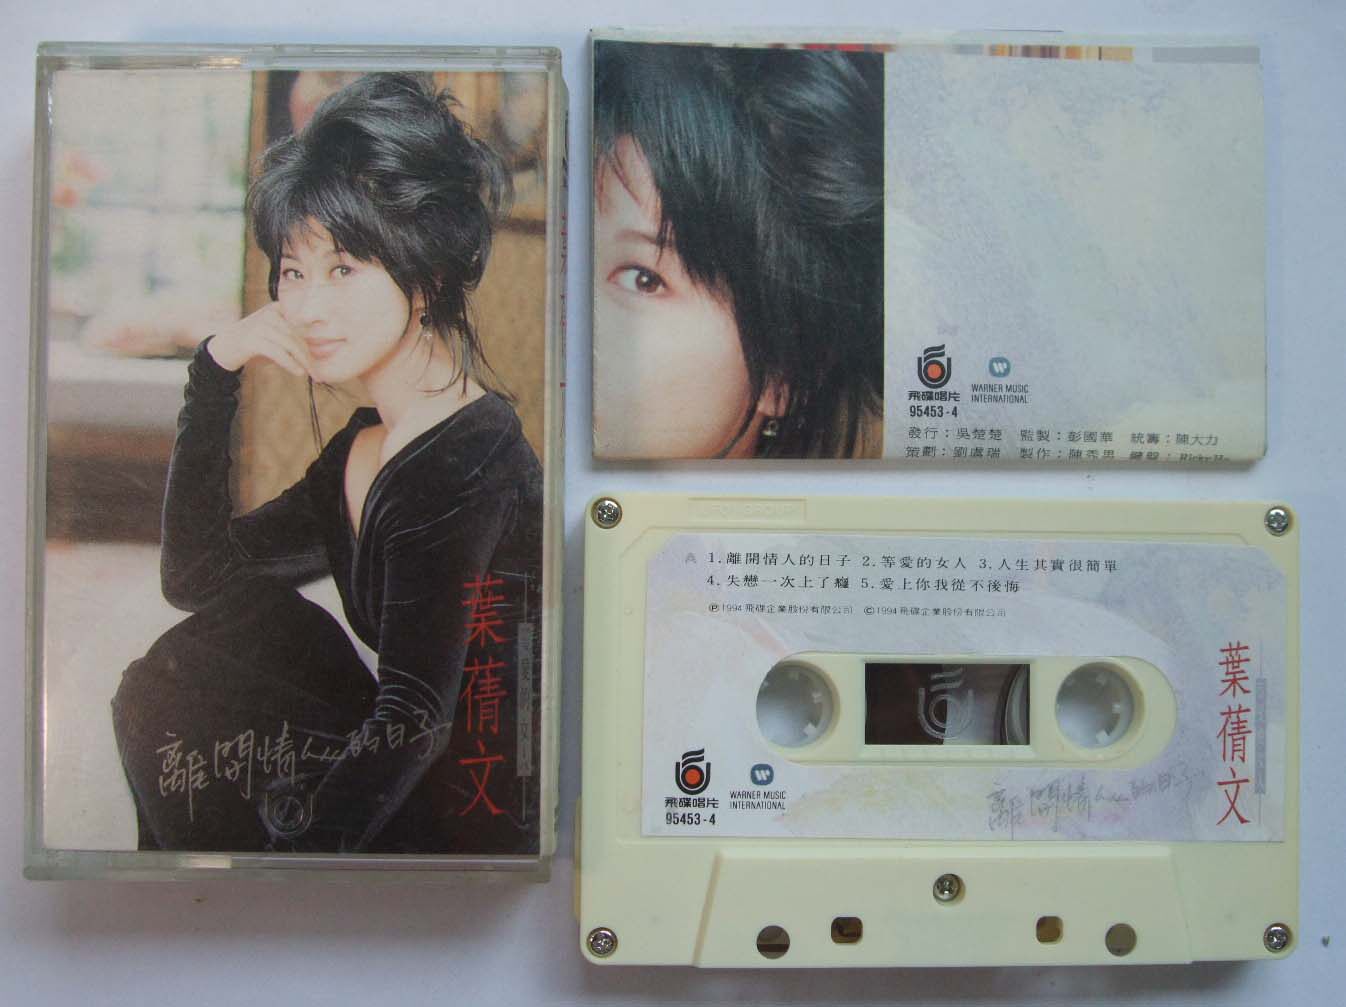 葉蒨文
離開情人的日子
飛碟唱片
95453-4
WARNER MUSIC
INTERNATIONAL
發行：吳楚楚 監製：彭國華 統籌：陳大力
策劃：劉虞瑞 製作：陳秀男
A 1.離開情人的日子 2.等愛的女人 3.人生其實很簡單
4.失戀一次上了癮 5.愛上你我從不後悔
Ⓟ1994飛碟企業股份有限公司 ©1994飛碟企業股份有限公司
葉蒨文
離開情人的日子
飛碟唱片
95453-4
WARNER MUSIC
INTERNATIONAL